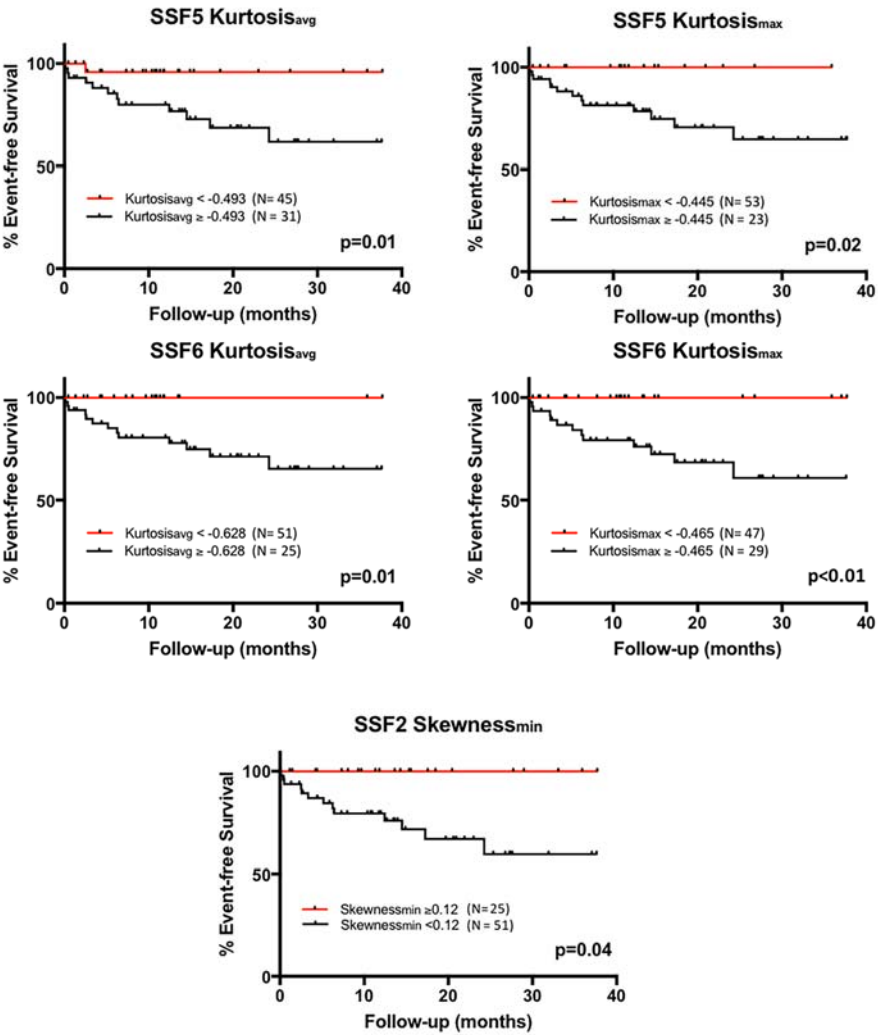 SSF5 Kurtosisavg
% Event-free Survival
100
50
0
Kurtosisavg < -0.493 (N= 45)
Kurtosisavg ≥ -0.493 (N = 31)
p=0.01
0 10 20 30 40
Follow-up (months)
SSF5 Kurtosismax
% Event-free Survival
100
50
0
Kurtosismax < -0.445 (N= 53)
Kurtosismax ≥ -0.445 (N = 23)
p=0.02
0 10 20 30 40
Follow-up (months)
SSF6 Kurtosisavg
% Event-free Survival
100
50
0
Kurtosisavg < -0.628 (N= 51)
Kurtosisavg ≥ -0.628 (N = 25)
p=0.01
0 10 20 30 40
Follow-up (months)
SSF6 Kurtosismax
% Event-free Survival
100
50
0
Kurtosismax < -0.465 (N= 47)
Kurtosismax ≥ -0.465 (N = 29)
p<0.01
0 10 20 30 40
Follow-up (months)
SSF2 Skewnessmin
% Event-free Survival
100
50
0
Skewnessmin ≥0.12 (N=25)
Skewnessmin <0.12 (N= 51)
p=0.04
0 10 20 30 40
Follow-up (months)